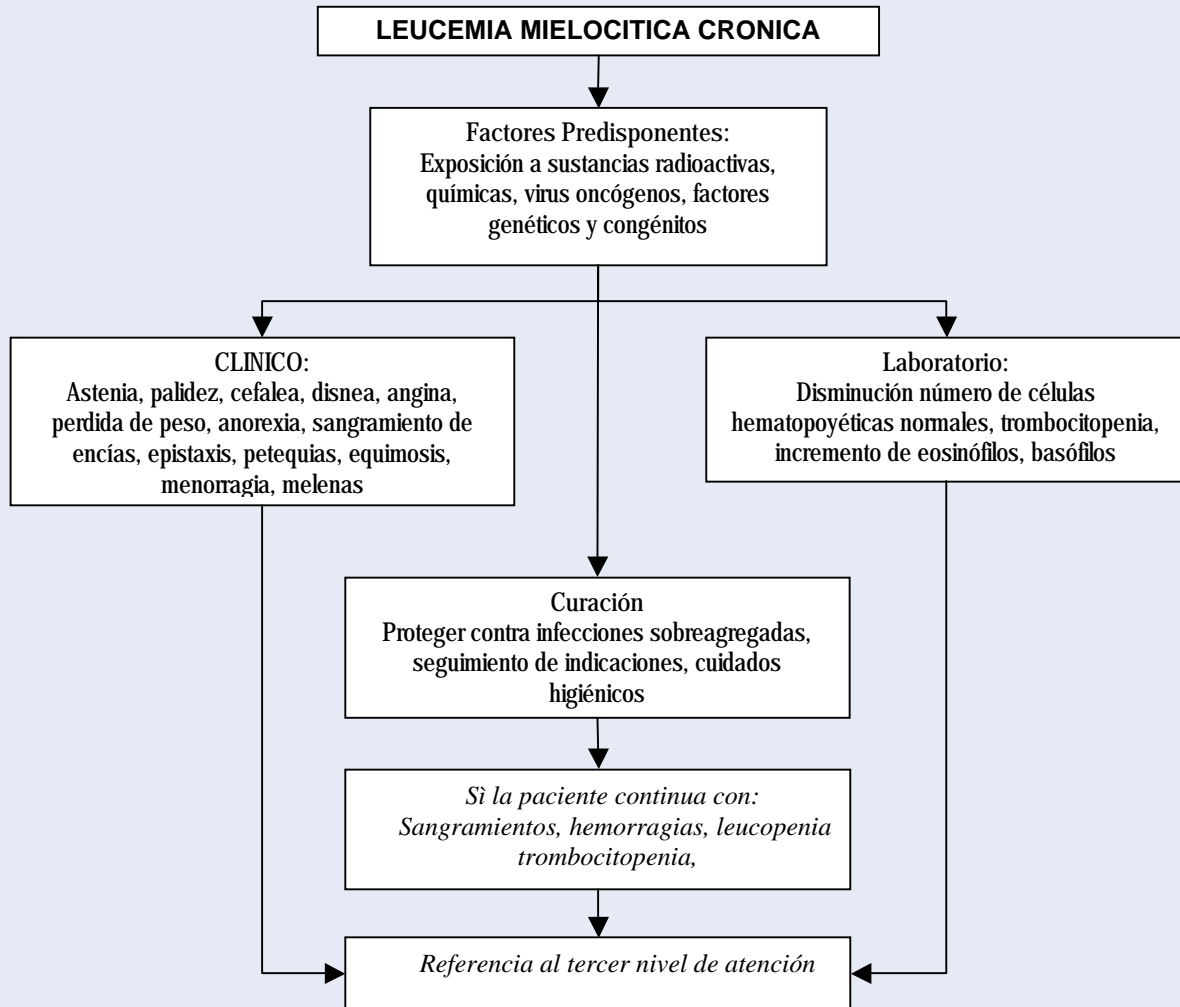 LEUCEMIA MIELOCITICA CRONICA
Factores Predisponentes:
Exposición a sustancias radioactivas,
químicas, virus oncógenos, factores
genéticos y congénitos
CLINICO:
Astenia, palidez, cefalea, disnea, angina,
perdida de peso, anorexia, sangramiento de
encías, epistaxis, petequias, equimosis,
menorragia, melenas
Laboratorio:
Disminución número de células
hematopoyéticas normales, trombocitopenia,
incremento de eosinófilos, basófilos
Curación
Proteger contra infecciones sobreagregadas,
seguimiento de indicaciones, cuidados
higiénicos
Sì la paciente continua con:
Sangramientos, hemorragias, leucopenia
trombocitopenia,
Referencia al tercer nivel de atención